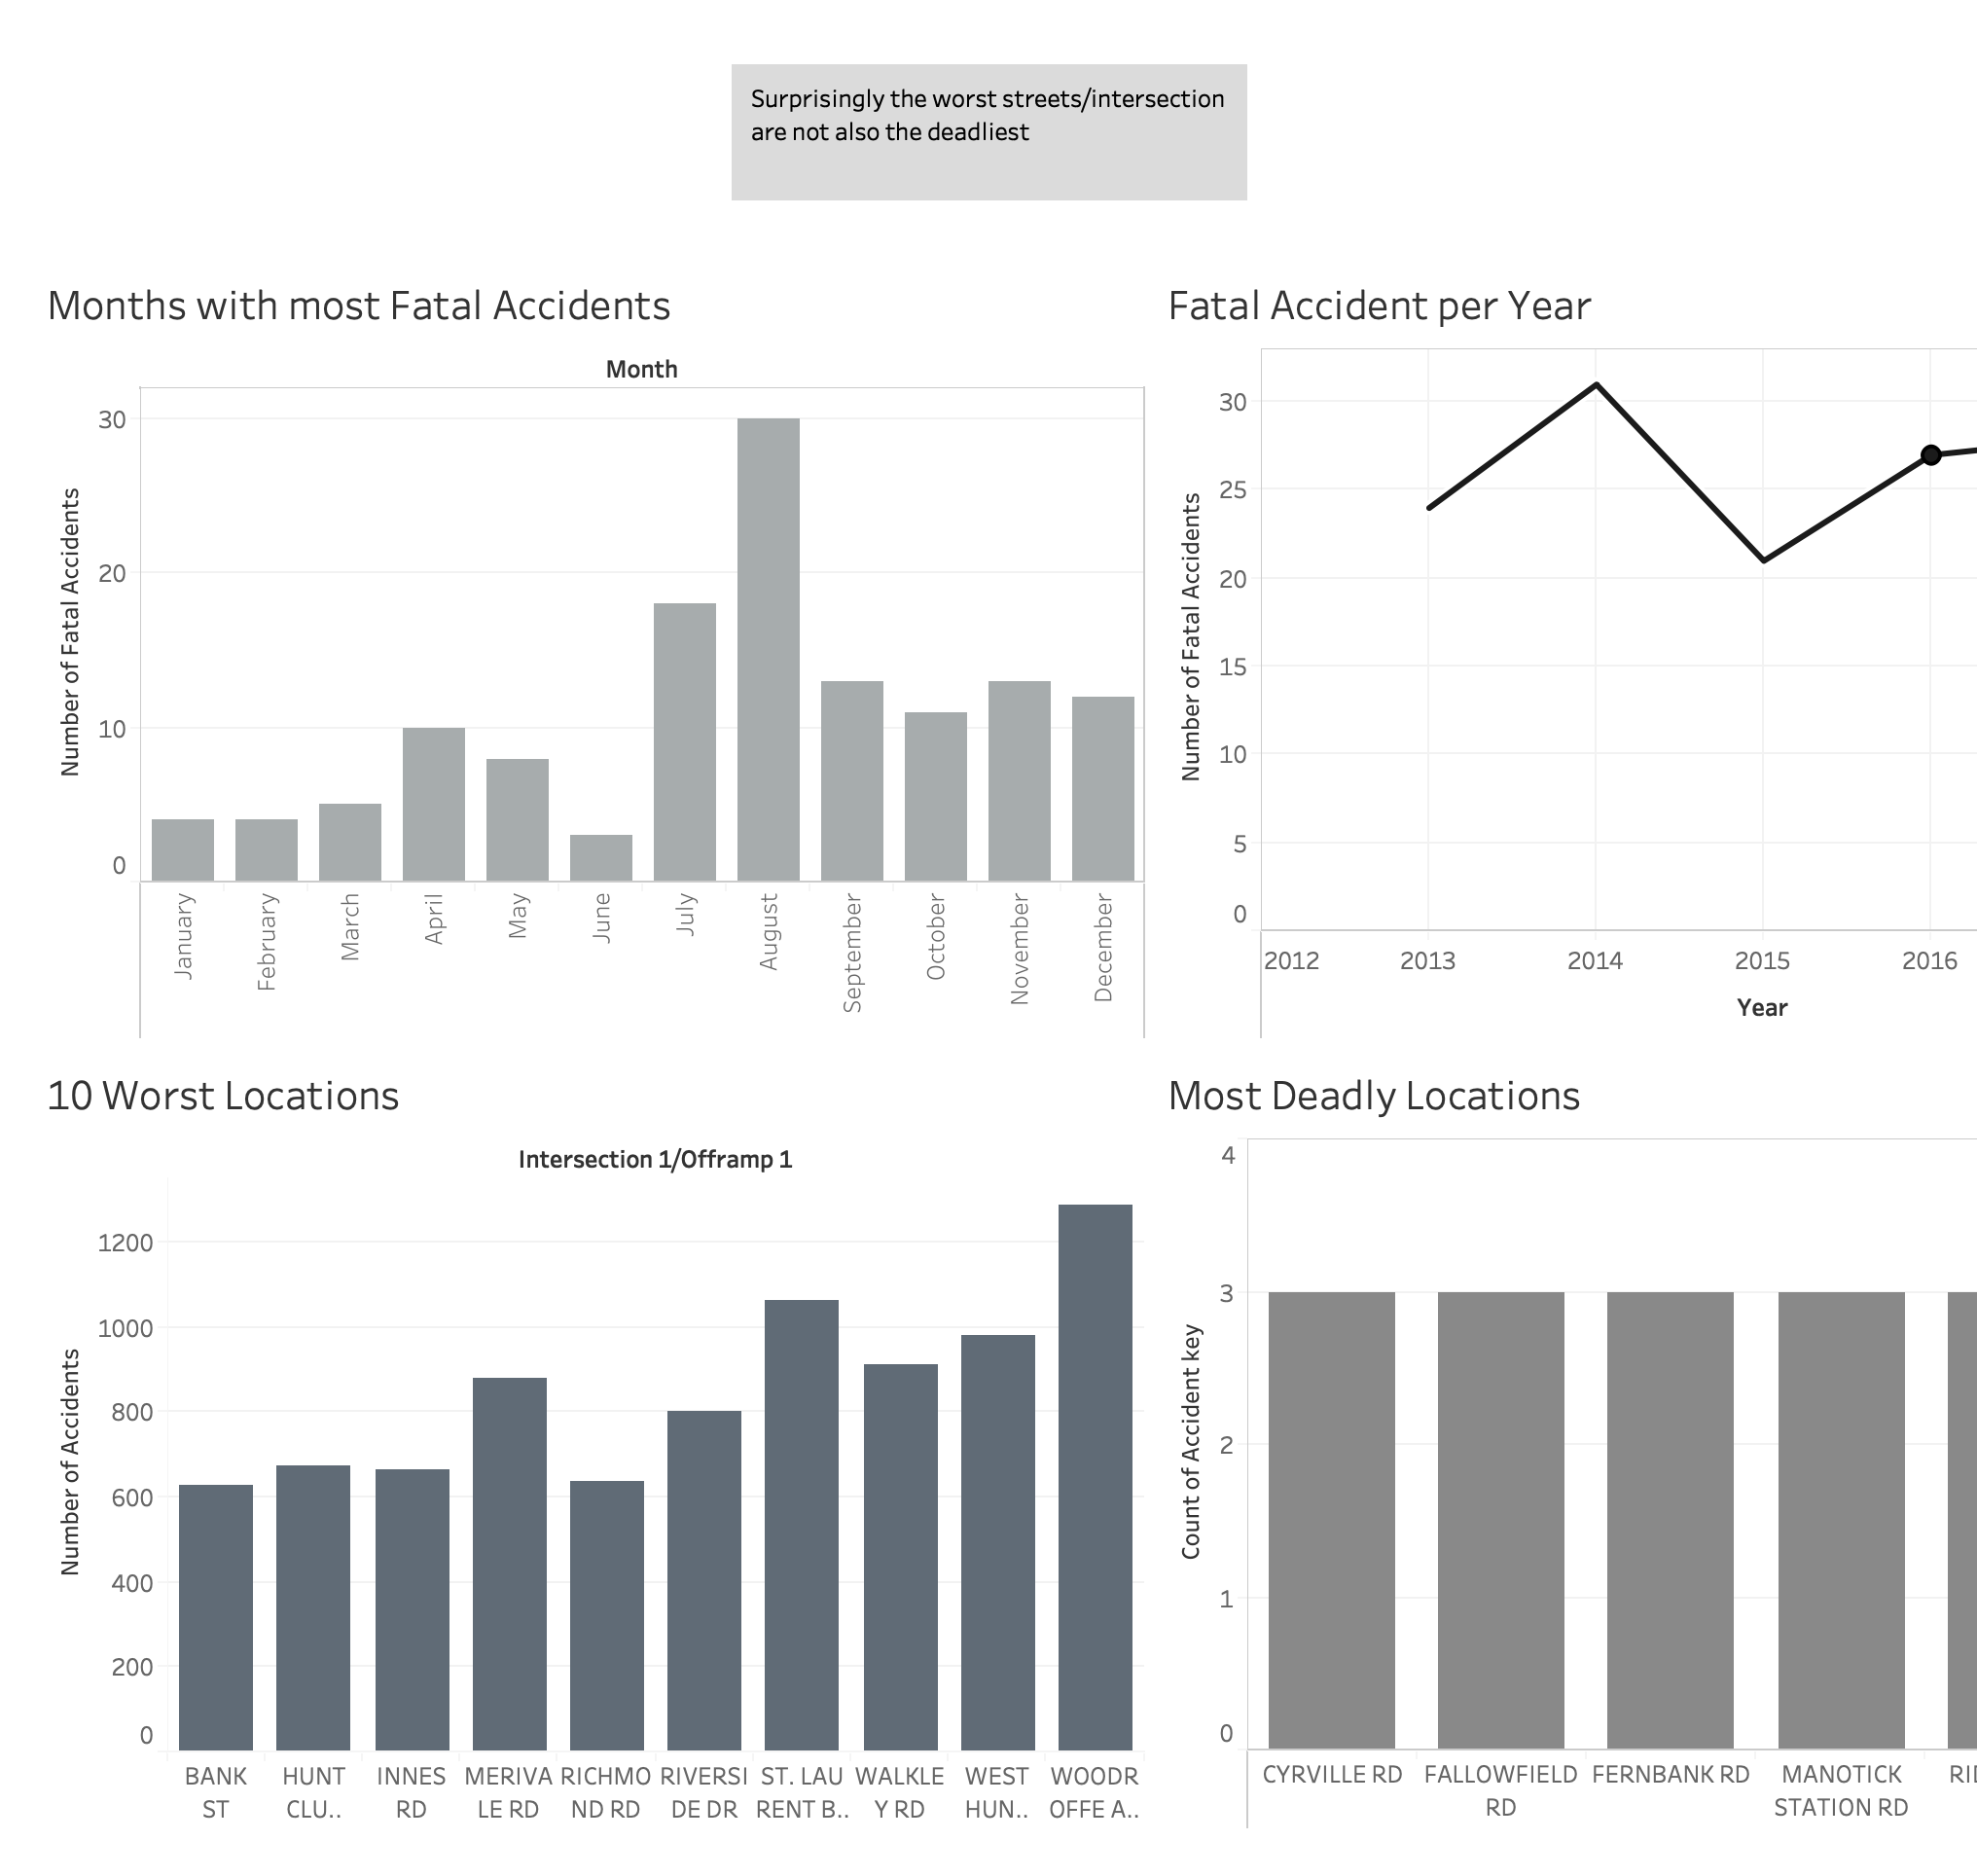 Surprisingly the worst streets/intersection
are not also the deadliest
Months with most Fatal Accidents
Month
Number of Fatal Accidents
30
20
10
0
January
February
March
April
May
June
July
August
September
October
November
December
Fatal Accident per Year
Number of Fatal Accidents
30
25
20
15
10
5
0
2012
2013
2014
2015
2016
Year
10 Worst Locations
Intersection 1/Offramp 1
Number of Accidents
1200
1000
800
600
400
200
0
BANK
ST
HUNT
CLU..
INNES
RD
MERIVA
LE RD
RICHMO
ND RD
RIVERSI
DE DR
ST. LAU
RENT B..
WALKLE
Y RD
WEST
HUN..
WOODR
OFFE A..
Most Deadly Locations
Count of Accident key
4
3
2
1
0
CYRVILLE RD
FALLOWFIELD
RD
FERNBANK RD
MANOTICK
STATION RD